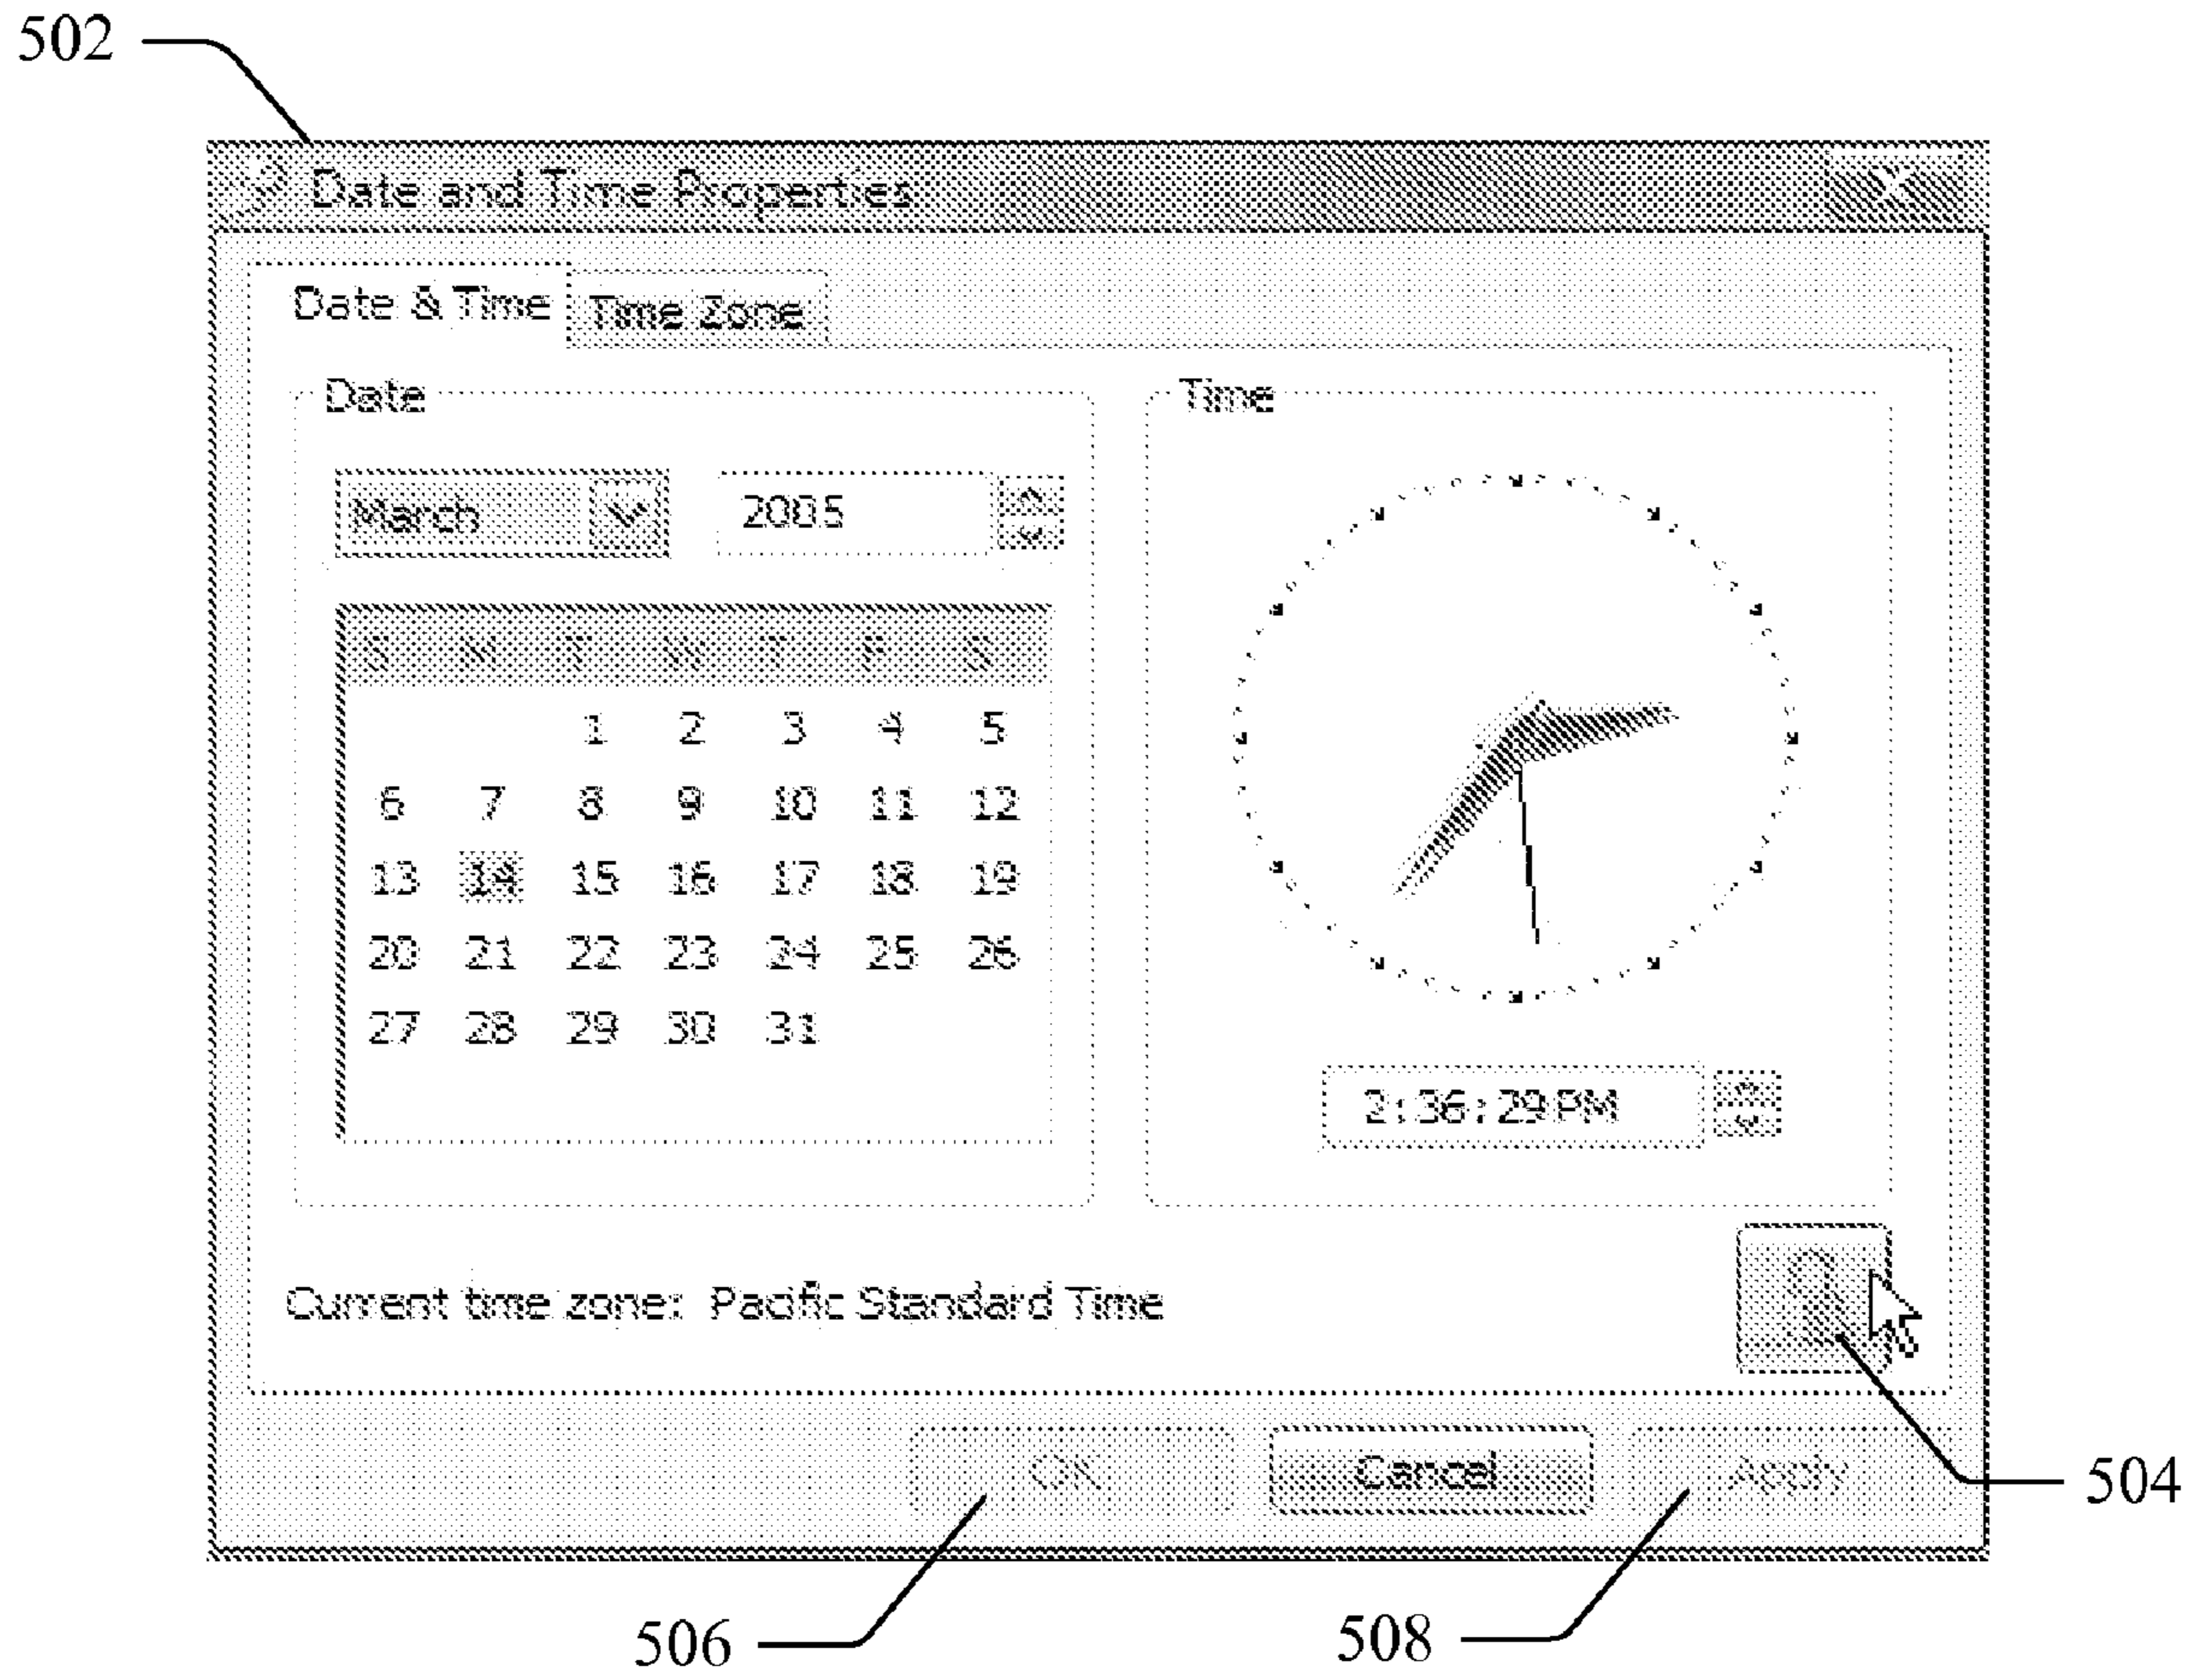 502
Date and Time Properties
Date & Time Time Zone
Date Time
March 2005
S M T W T F S
1 2 3 4 5
6 7 8 9 10 11 12
13 14 15 16 17 18 19
20 21 22 23 24 25 26
27 28 29 30 31
2:36:29 PM
Current time zone: Pacific Standard Time
OK Cancel Apply
504
506 508